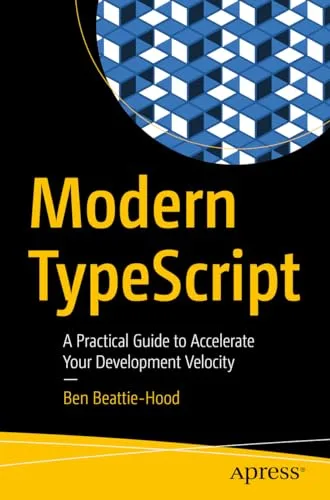 Modern
TypeScript
A Practical Guide to Accelerate
Your Development Velocity
Ben Beattie-Hood
Apress®